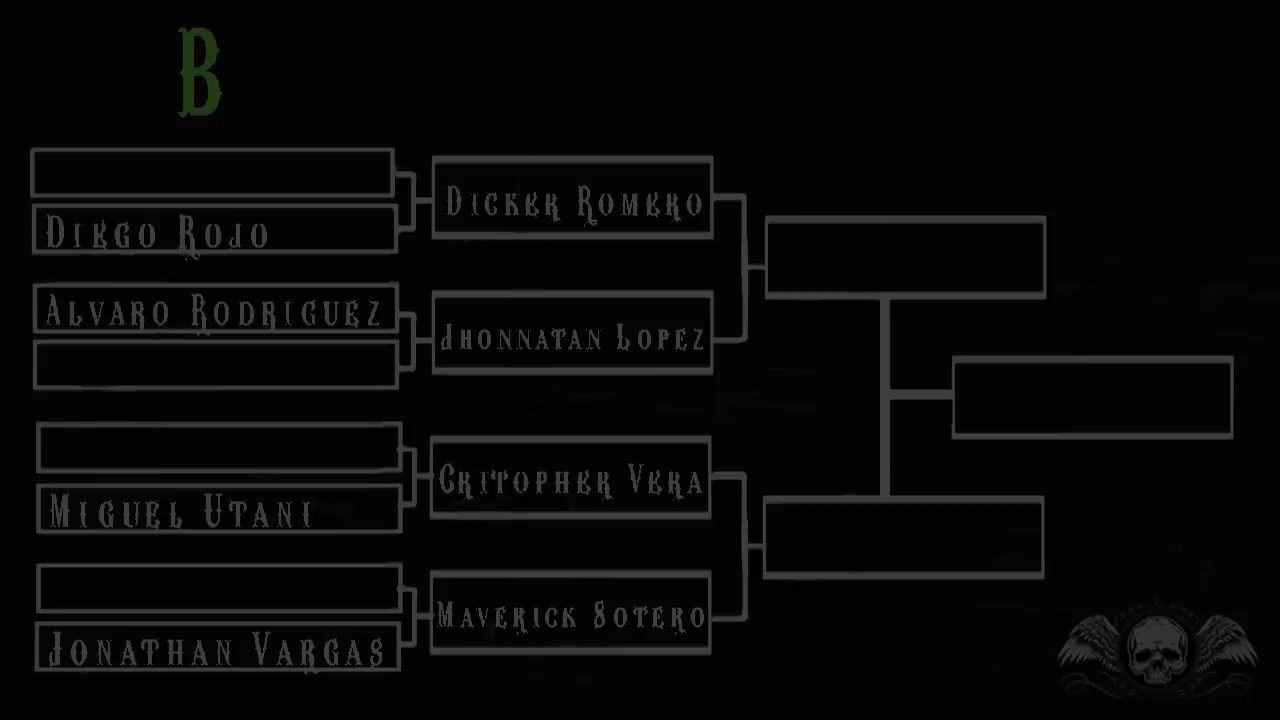 B
Diego Rojo
Alvaro Rodriguez
Miguel Utani
Jonathan Vargas
Dicker Romero
Jhonnatan Lopez
Critopher Vera
Maverick Sotero